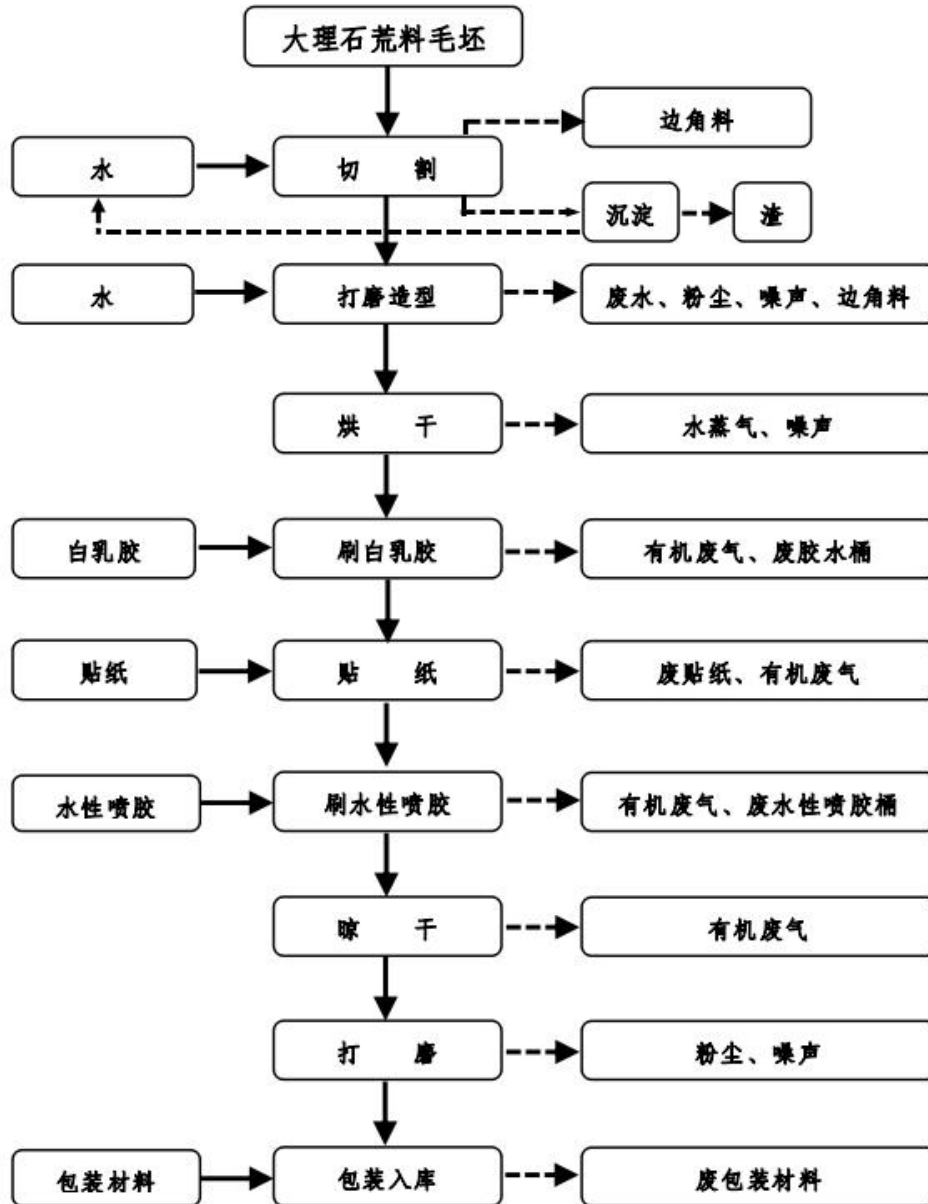 大理石荒料毛坯
边角料
水
切 割
沉淀
渣
水
打磨造型
废水、粉尘、噪声、边角料
烘 干
水蒸气、噪声
白乳胶
刷白乳胶
有机废气、废胶水桶
贴纸
贴 纸
废贴纸、有机废气
水性喷胶
刷水性喷胶
有机废气、废水性喷胶桶
晾 干
有机废气
打 磨
粉尘、噪声
包装材料
包装入库
废包装材料